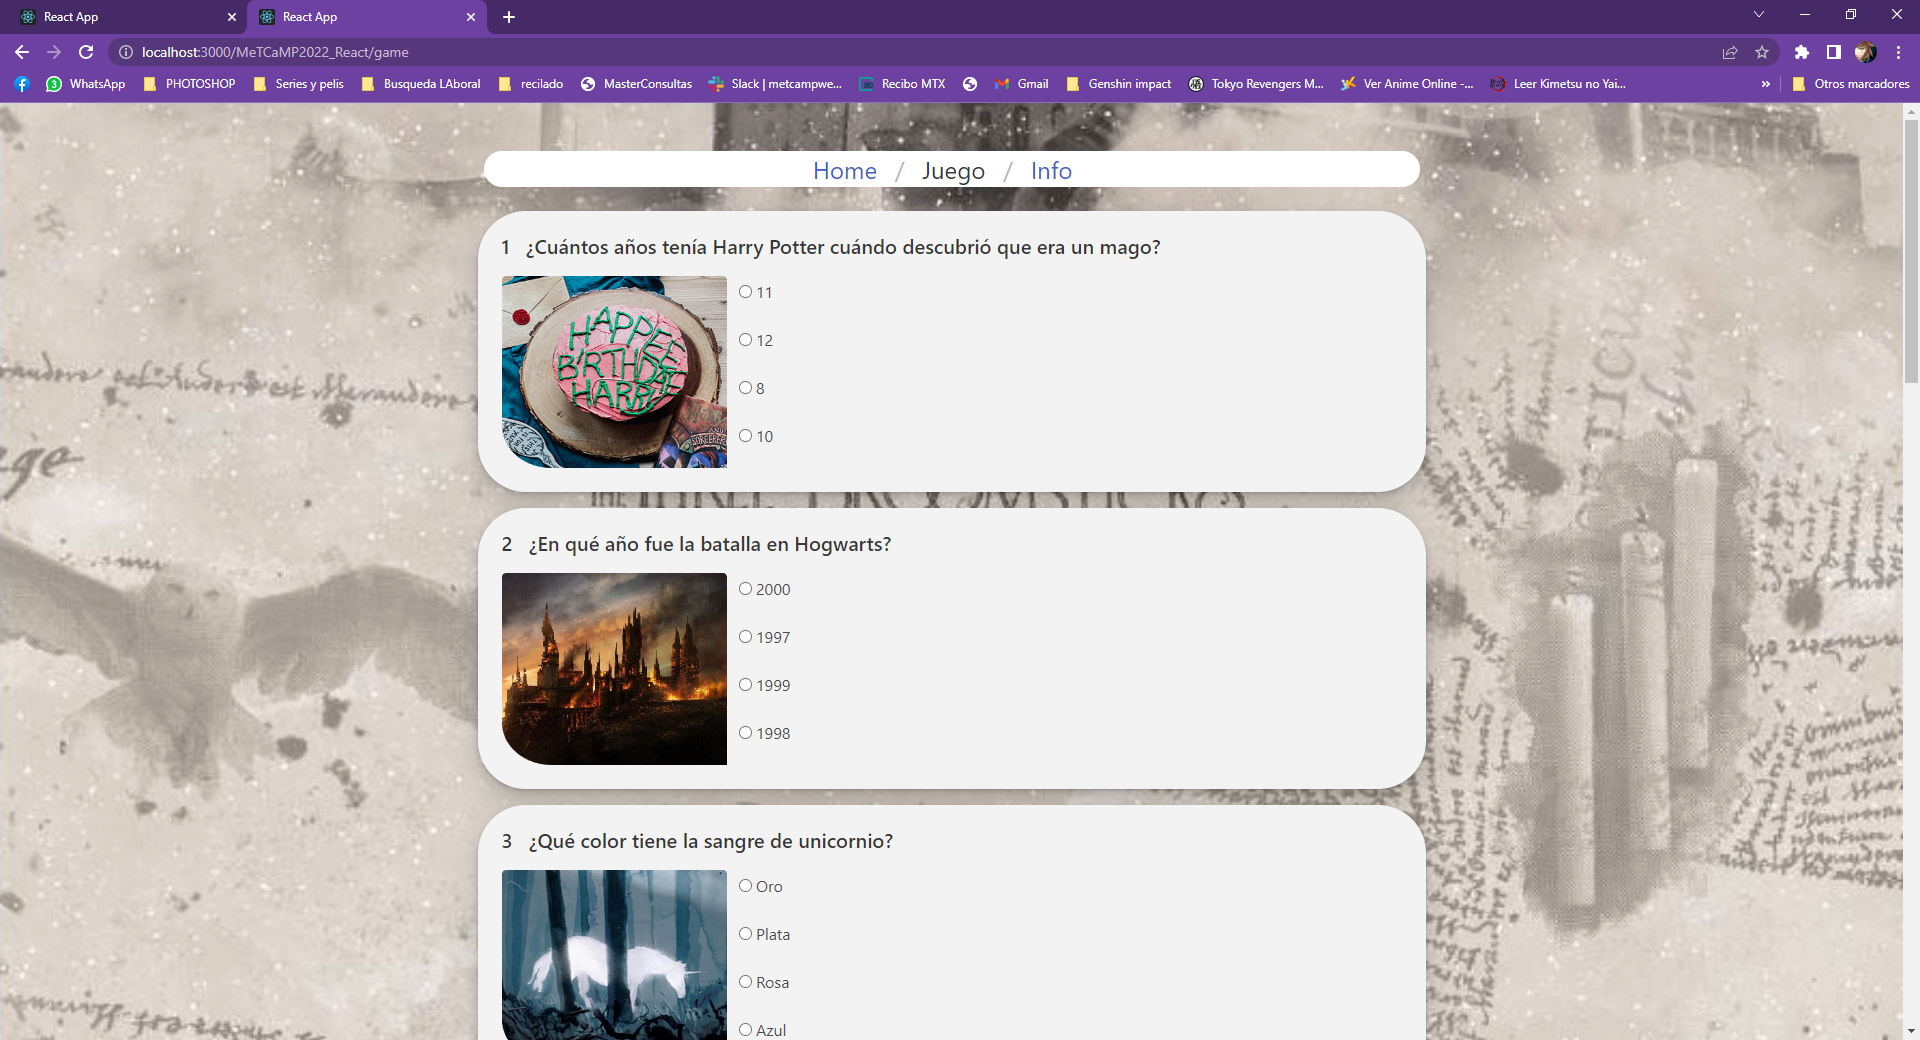 React App
React App
localhost:3000/MeTCaMP2022_React/game
3 WhatsApp PHOTOSHOP Series y pelis Busqueda LAboral recilado MasterConsultas Slack | metcampwe... Recibo MTX Gmail Genshin impact Tokyo Revengers M... Ver Anime Online -... Leer Kimetsu no Yai... » Otros marcadores
Home / Juego / Info
1 ¿Cuántos años tenía Harry Potter cuándo descubrió que era un mago?
HAPPEE
BIRTHDAE
HARRY
AND
SORCERER
11
12
8
10
2 ¿En qué año fue la batalla en Hogwarts?
2000
1997
1999
1998
3 ¿Qué color tiene la sangre de unicornio?
Oro
Plata
Rosa
Azul